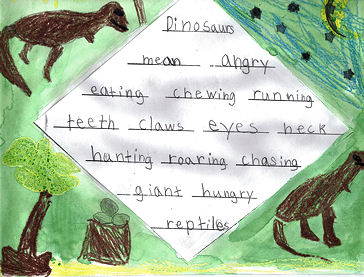 Dinosaurs
mean angry
eating chewing running
teeth claws eyes neck
hunting roaring chasing
giant hungry
reptiles